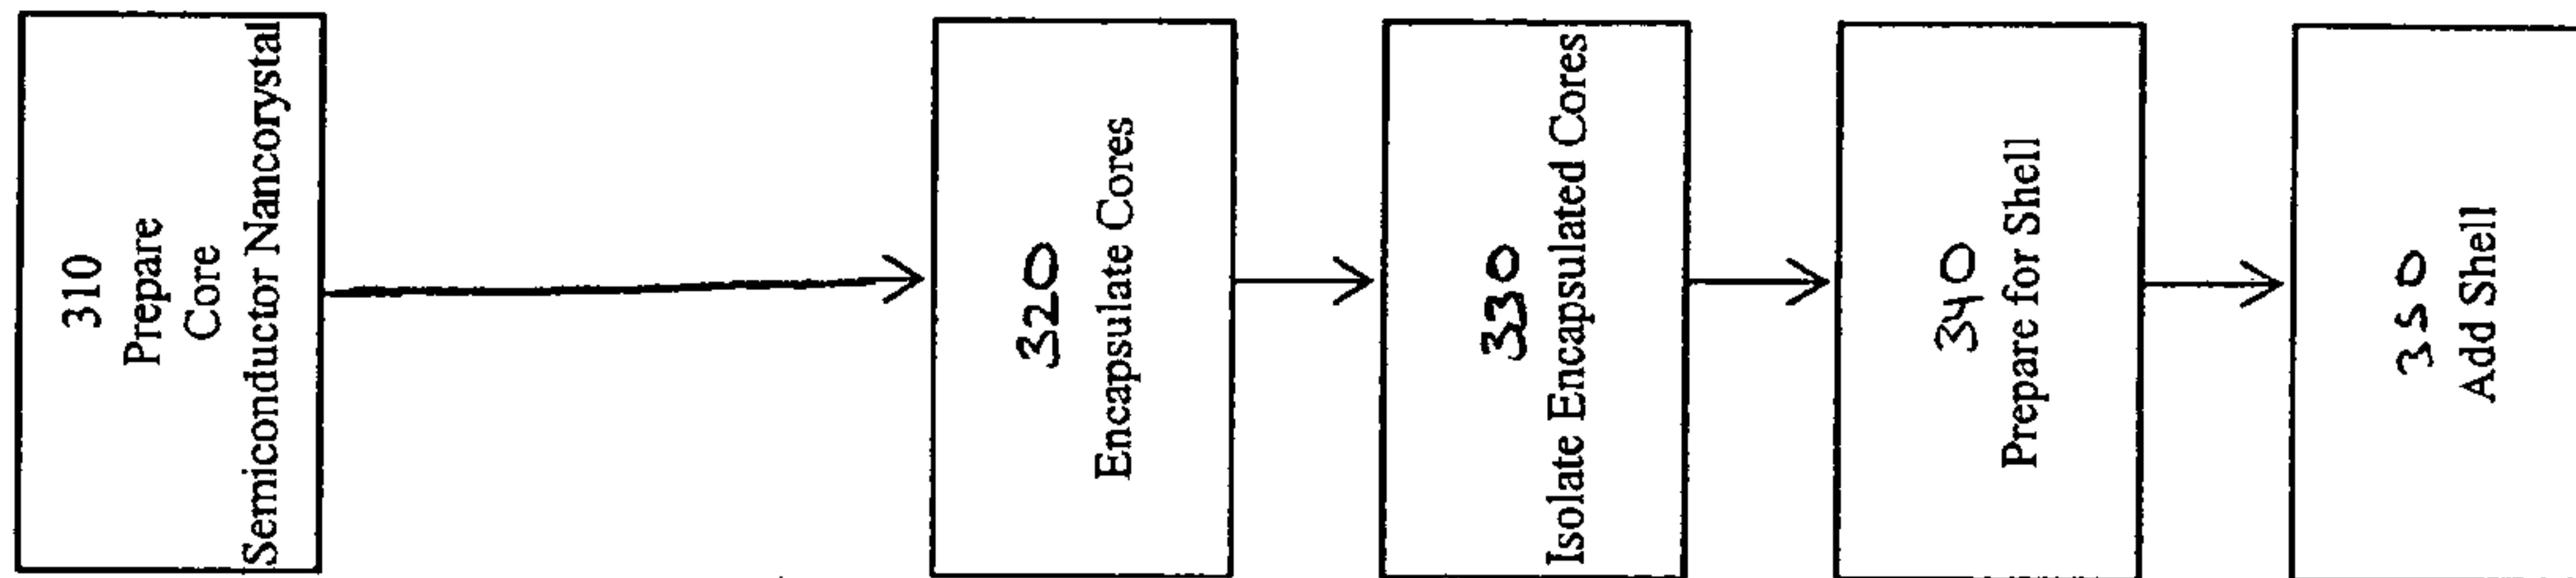 310
Prepare
Core
Semiconductor Nancorystal
320
Encapsulate Cores
330
Isolate Encapsulated Cores
340
Prepare for Shell
350
Add Shell